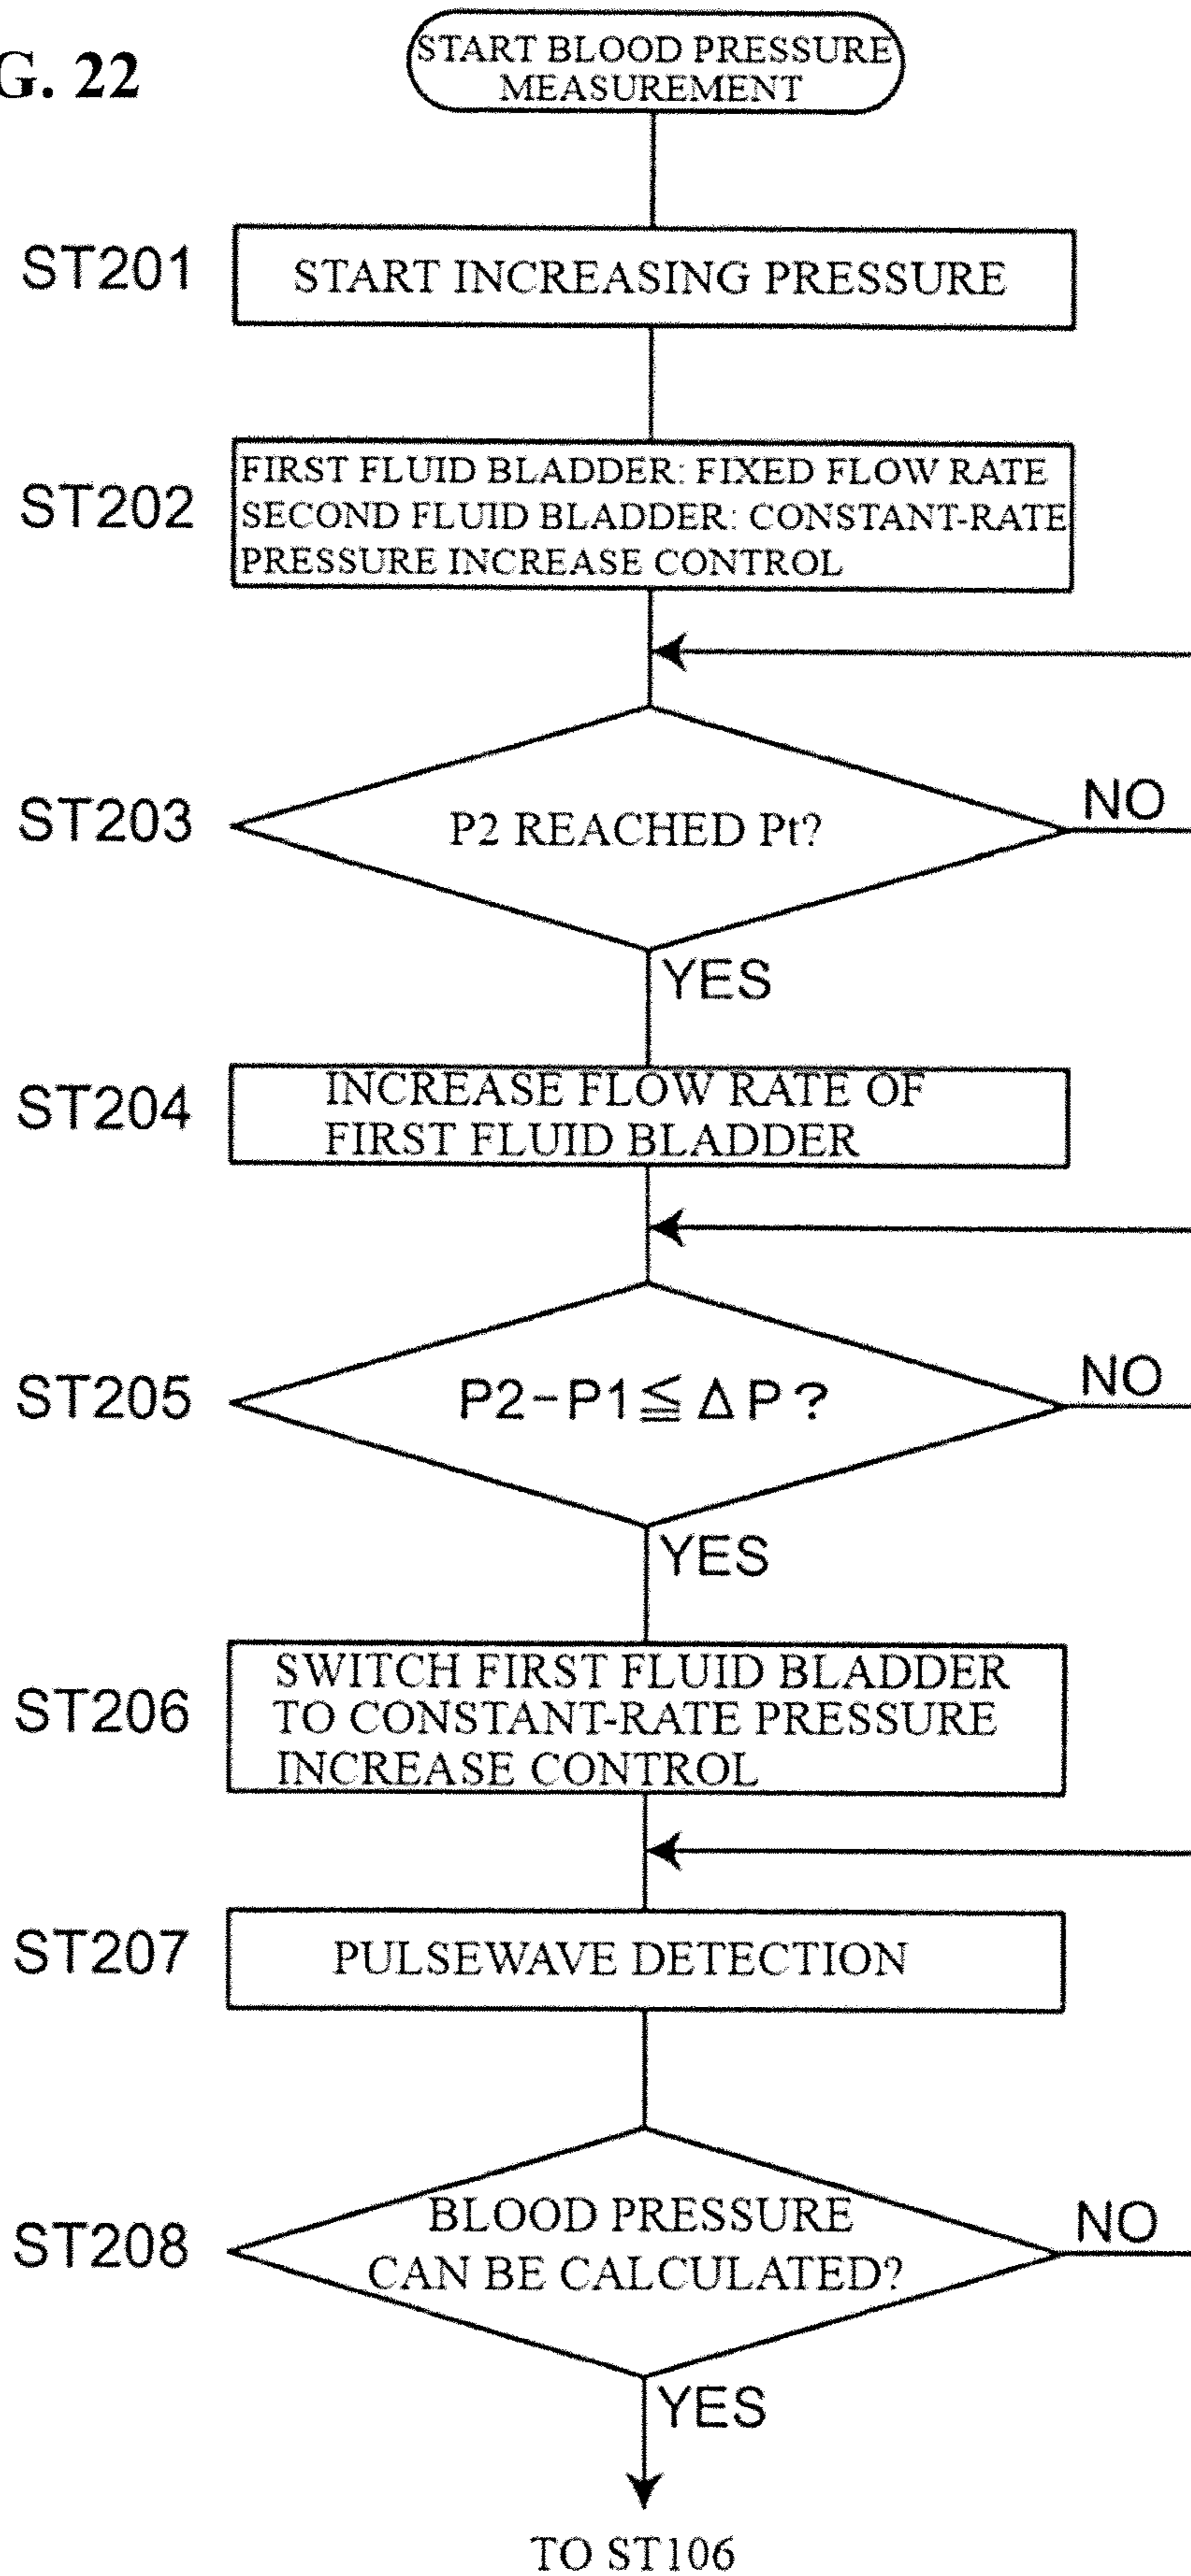 G. 22
START BLOOD PRESSURE
MEASUREMENT
ST201
START INCREASING PRESSURE
ST202
FIRST FLUID BLADDER: FIXED FLOW RATE
SECOND FLUID BLADDER: CONSTANT-RATE
PRESSURE INCREASE CONTROL
ST203
P2 REACHED Pt?
NO
YES
ST204
INCREASE FLOW RATE OF
FIRST FLUID BLADDER
ST205
P2-P1≦ΔP?
NO
YES
ST206
SWITCH FIRST FLUID BLADDER
TO CONSTANT-RATE PRESSURE
INCREASE CONTROL
ST207
PULSEWAVE DETECTION
ST208
BLOOD PRESSURE
CAN BE CALCULATED?
NO
YES
TO ST106